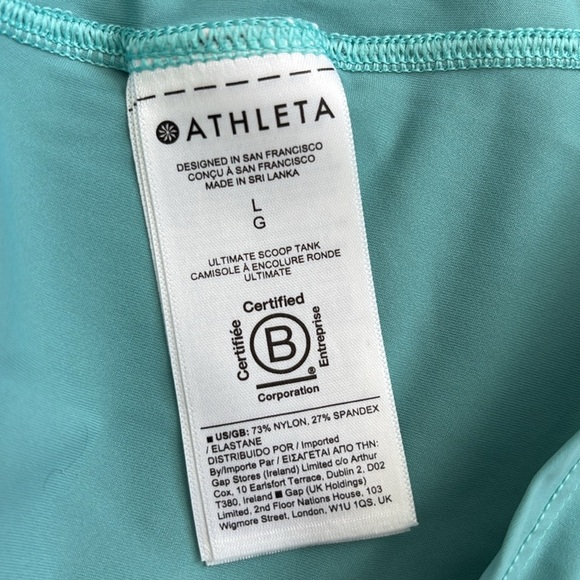 ATHLETA
DESIGNED IN SAN FRANCISCO
CONÇU À SAN FRANCISCO
MADE IN SRI LANKA
L
G
ULTIMATE SCOOP TANK
CAMISOLE À ENCOLURE RONDE
ULTIMATE
Certified
Certifiée
B
Entreprise
®
Corporation
■ US/GB: 73% NYLON, 27% SPANDEX
/ ELASTANE
DISTRIBUIDO POR / Imported
By/Importe Par / ΕΙΣΑΓΕΤΑΙ ΑΠΟ ΤΗΝ:
Gap Stores (Ireland) Limited c/o Arthur
Cox, 10 Earlsfort Terrace, Dublin 2, D02
T380, Ireland ■ Gap (UK Holdings)
Limited, 2nd Floor Nations House, 103
Wigmore Street, London, W1U 1QS. UK